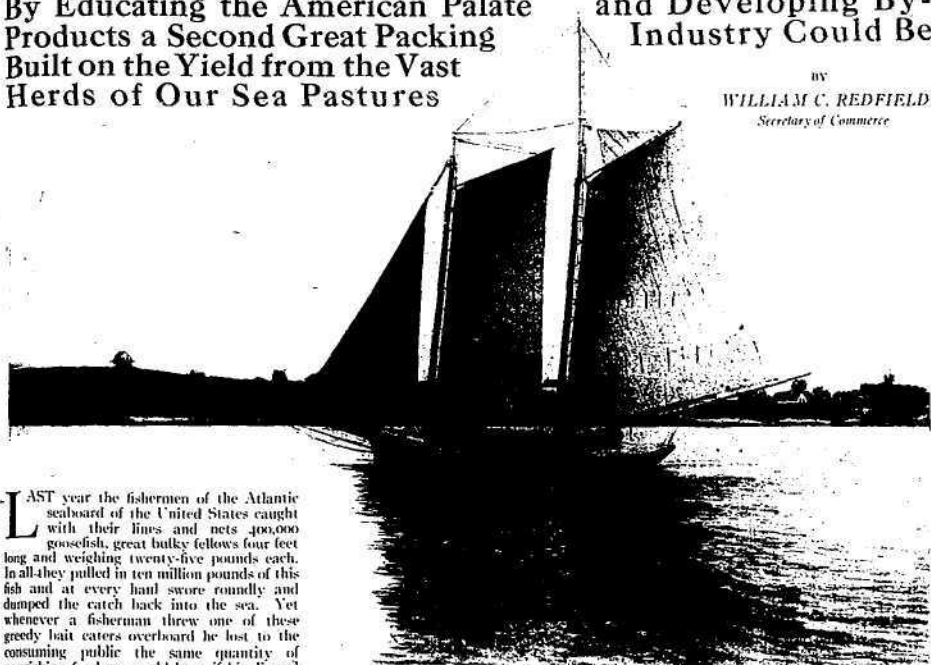 By Educating the American Palate
Products a Second Great Packing
Built on the Yield from the Vast
Herds of Our Sea Pastures
and Developing By-
Industry Could Be
BY
WILLIAM C. REDFIELD
Secretary of Commerce
LAST year the fishermen of the Atlantic
seaboard of the United States caught
with their lines and nets 400,000
goosefish, great bulky fellows four feet
long and weighing twenty-five pounds each.
In all they pulled in ten million pounds of this
fish and at every haul swore roundly and
dumped the catch back into the sea. Yet
whenever a fisherman threw one of these
greedy bait eaters overboard he lost to the
consuming public the same quantity of